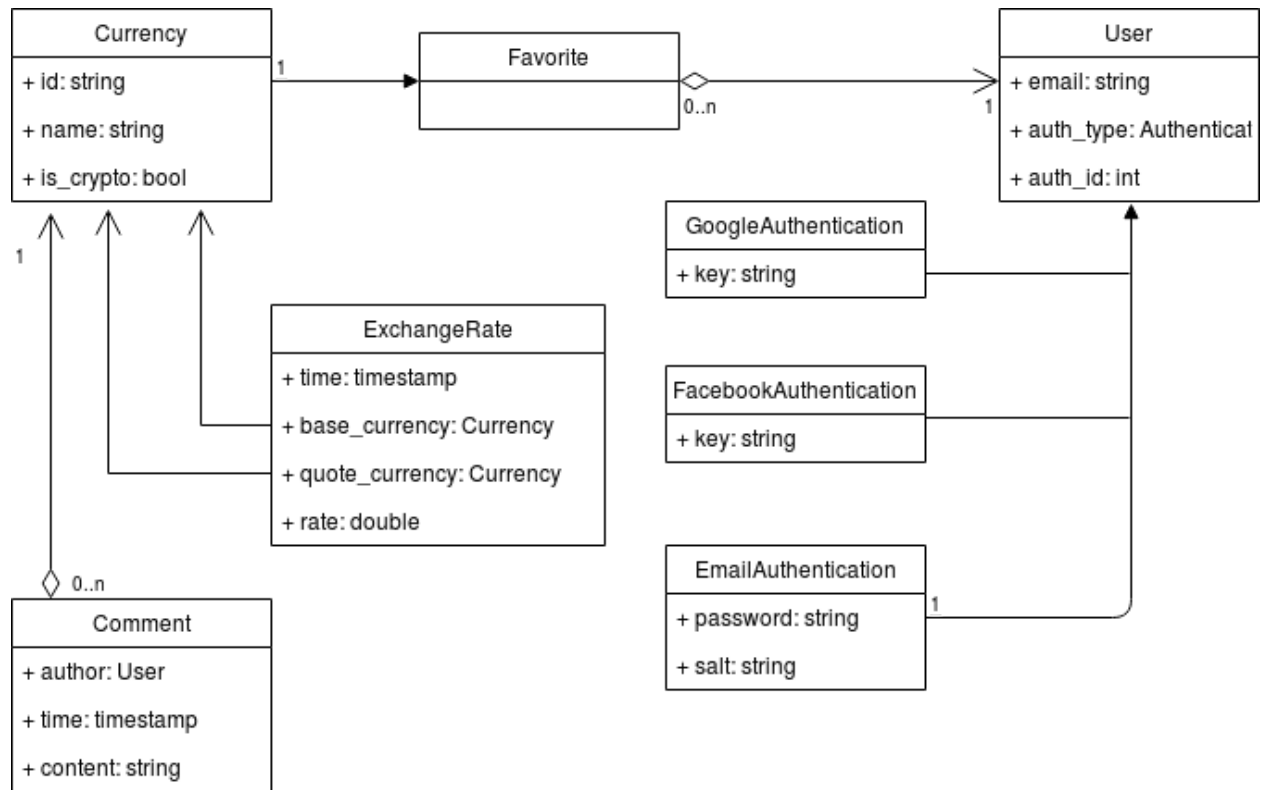 Currency
+ id: string
+ name: string
+ is_crypto: bool
1
Favorite
0..n
1
User
+ email: string
+ auth_type: Authenticat
+ auth_id: int
GoogleAuthentication
+ key: string
1
ExchangeRate
+ time: timestamp
+ base_currency: Currency
+ quote_currency: Currency
+ rate: double
FacebookAuthentication
+ key: string
EmailAuthentication
+ password: string
+ salt: string
1
0..n
Comment
+ author: User
+ time: timestamp
+ content: string